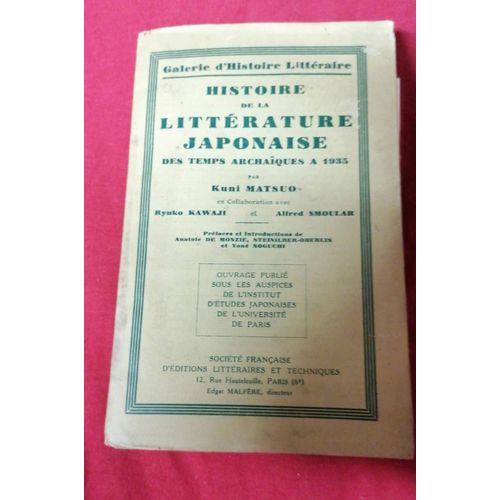 Galerie d'Histoire Littéraire
HISTOIRE
DE LA
LITTÉRATURE
JAPONAISE
DES TEMPS ARCHAÏQUES A 1935
PAR
Kuni MATSUO
en Collaboration avec
Ryuko KAWAJI et Alfred SMOULAR
Préfaces et Introductions de
Anatole DE MONZIE, STEINILBER-OBERLIN
et Yoné NOGUCHI
OUVRAGE PUBLIÉ
SOUS LES AUSPICES
DE L'INSTITUT
D'ÉTUDES JAPONAISES
DE L'UNIVERSITÉ
DE PARIS
SOCIÉTÉ FRANÇAISE
D'ÉDITIONS LITTÉRAIRES ET TECHNIQUES
12, Rue Hautefeuille, PARIS (6e)
Edgar MALFÈRE, directeur